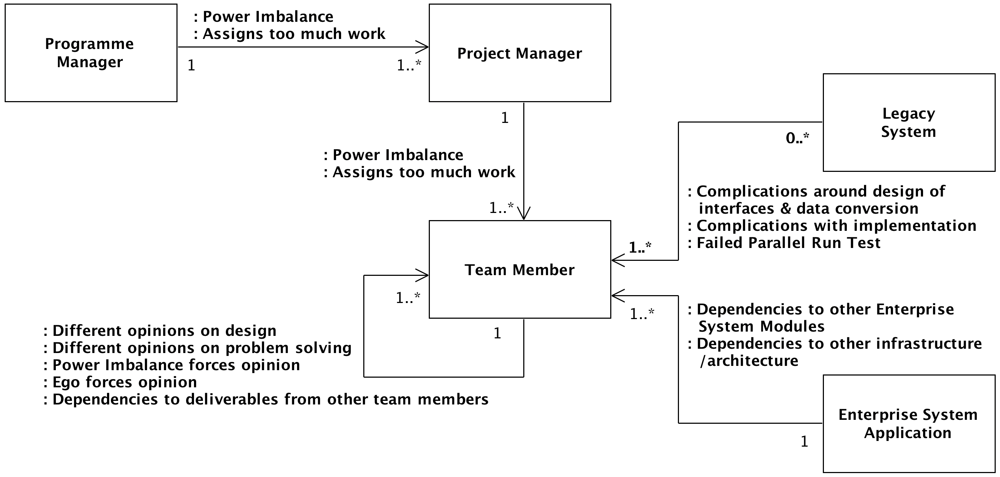 Programme
Manager
: Power Imbalance
: Assigns too much work
1
1..*
Project Manager
1
: Power Imbalance
: Assigns too much work
1..*
Legacy
System
0..*
: Complications around design of
interfaces & data conversion
: Complications with implementation
: Failed Parallel Run Test
1..*
Team Member
1..*
1
: Different opinions on design
: Different opinions on problem solving
: Power Imbalance forces opinion
: Ego forces opinion
: Dependencies to deliverables from other team members
1..*
: Dependencies to other Enterprise
System Modules
: Dependencies to other infrastructure
/architecture
1
Enterprise System
Application